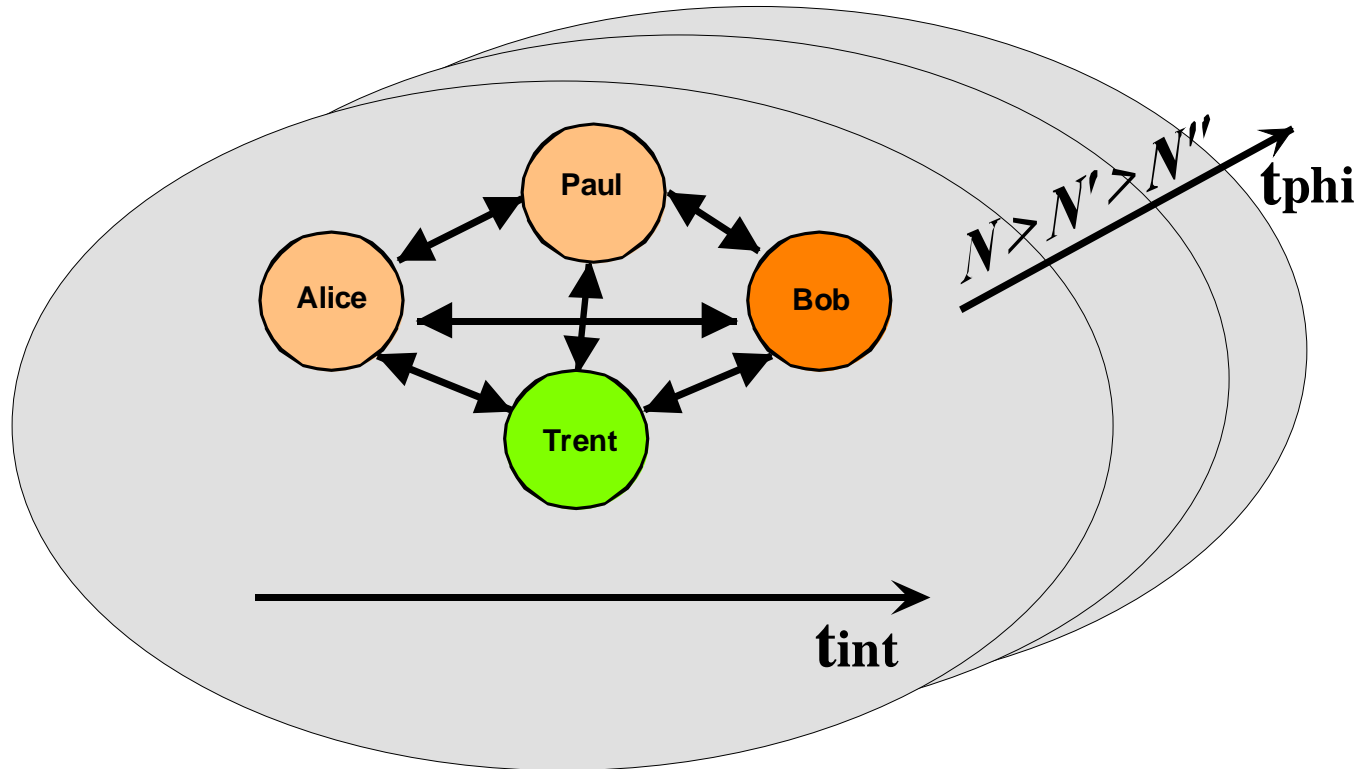 Paul
N > N' > N''
tphi
Alice
Bob
Trent
tint